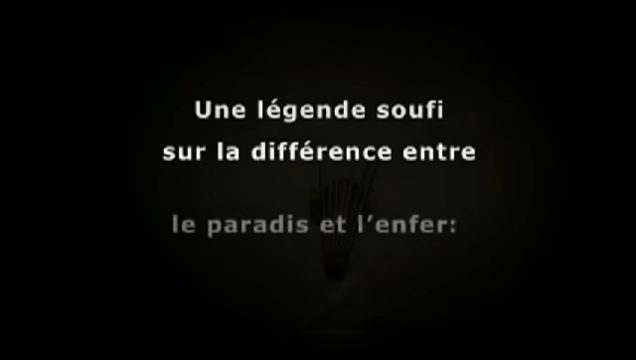 Une légende soufi
sur la différence entre
le paradis et l’enfer: